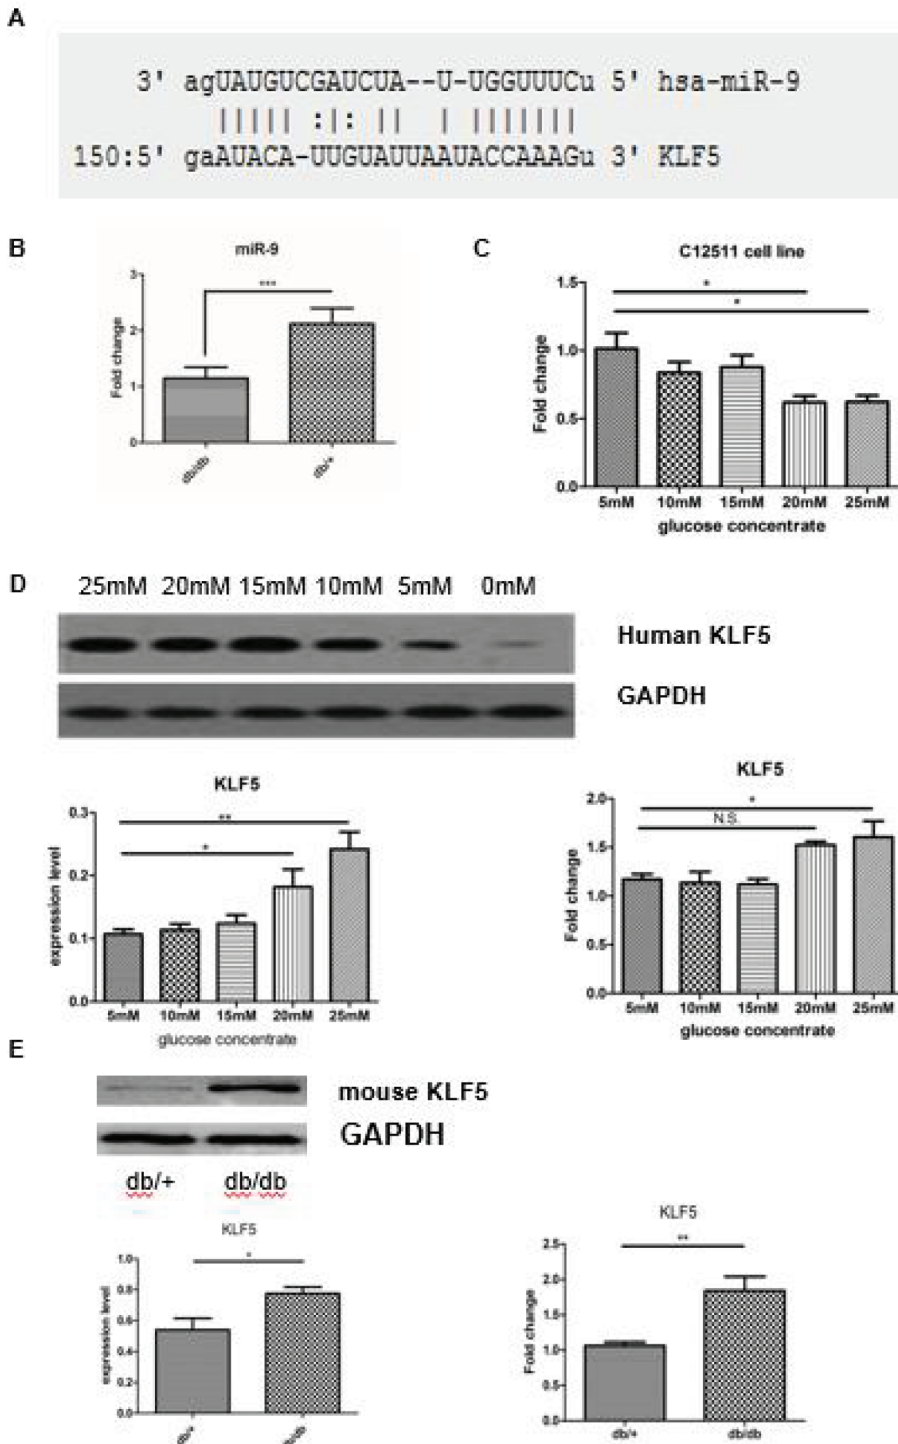 A
3' agUAUGUCGAUCUA--U-UGGUUUCu 5' hsa-miR-9
||||| :|: || | |||||||
150:5' gaAUACA-UUGUAUUAAUACCAAAGu 3' KLF5
B
miR-9
Fold change
3
2
1
0
***
db/db
db/+
C
C12511 cell line
Fold change
1.5
1.0
0.5
0.0
*
*
5mM 10mM 15mM 20mM 25mM
glucose concentrate
D
25mM 20mM 15mM 10mM 5mM 0mM
Human KLF5
GAPDH
KLF5
expression level
0.3
0.2
0.1
0.0
**
*
5mM 10mM 15mM 20mM 25mM
glucose concentrate
KLF5
Fold change
2.0
1.5
1.0
0.5
0.0
*
N.S.
5mM 10mM 15mM 20mM 25mM
glucose concentrate
E
mouse KLF5
GAPDH
db/+ db/db
KLF5
expression level
1.0
0.8
0.6
0.4
0.2
0.0
*
db/+
db/db
KLF5
Fold change
2.5
2.0
1.5
1.0
0.5
0.0
**
db/+ db/db